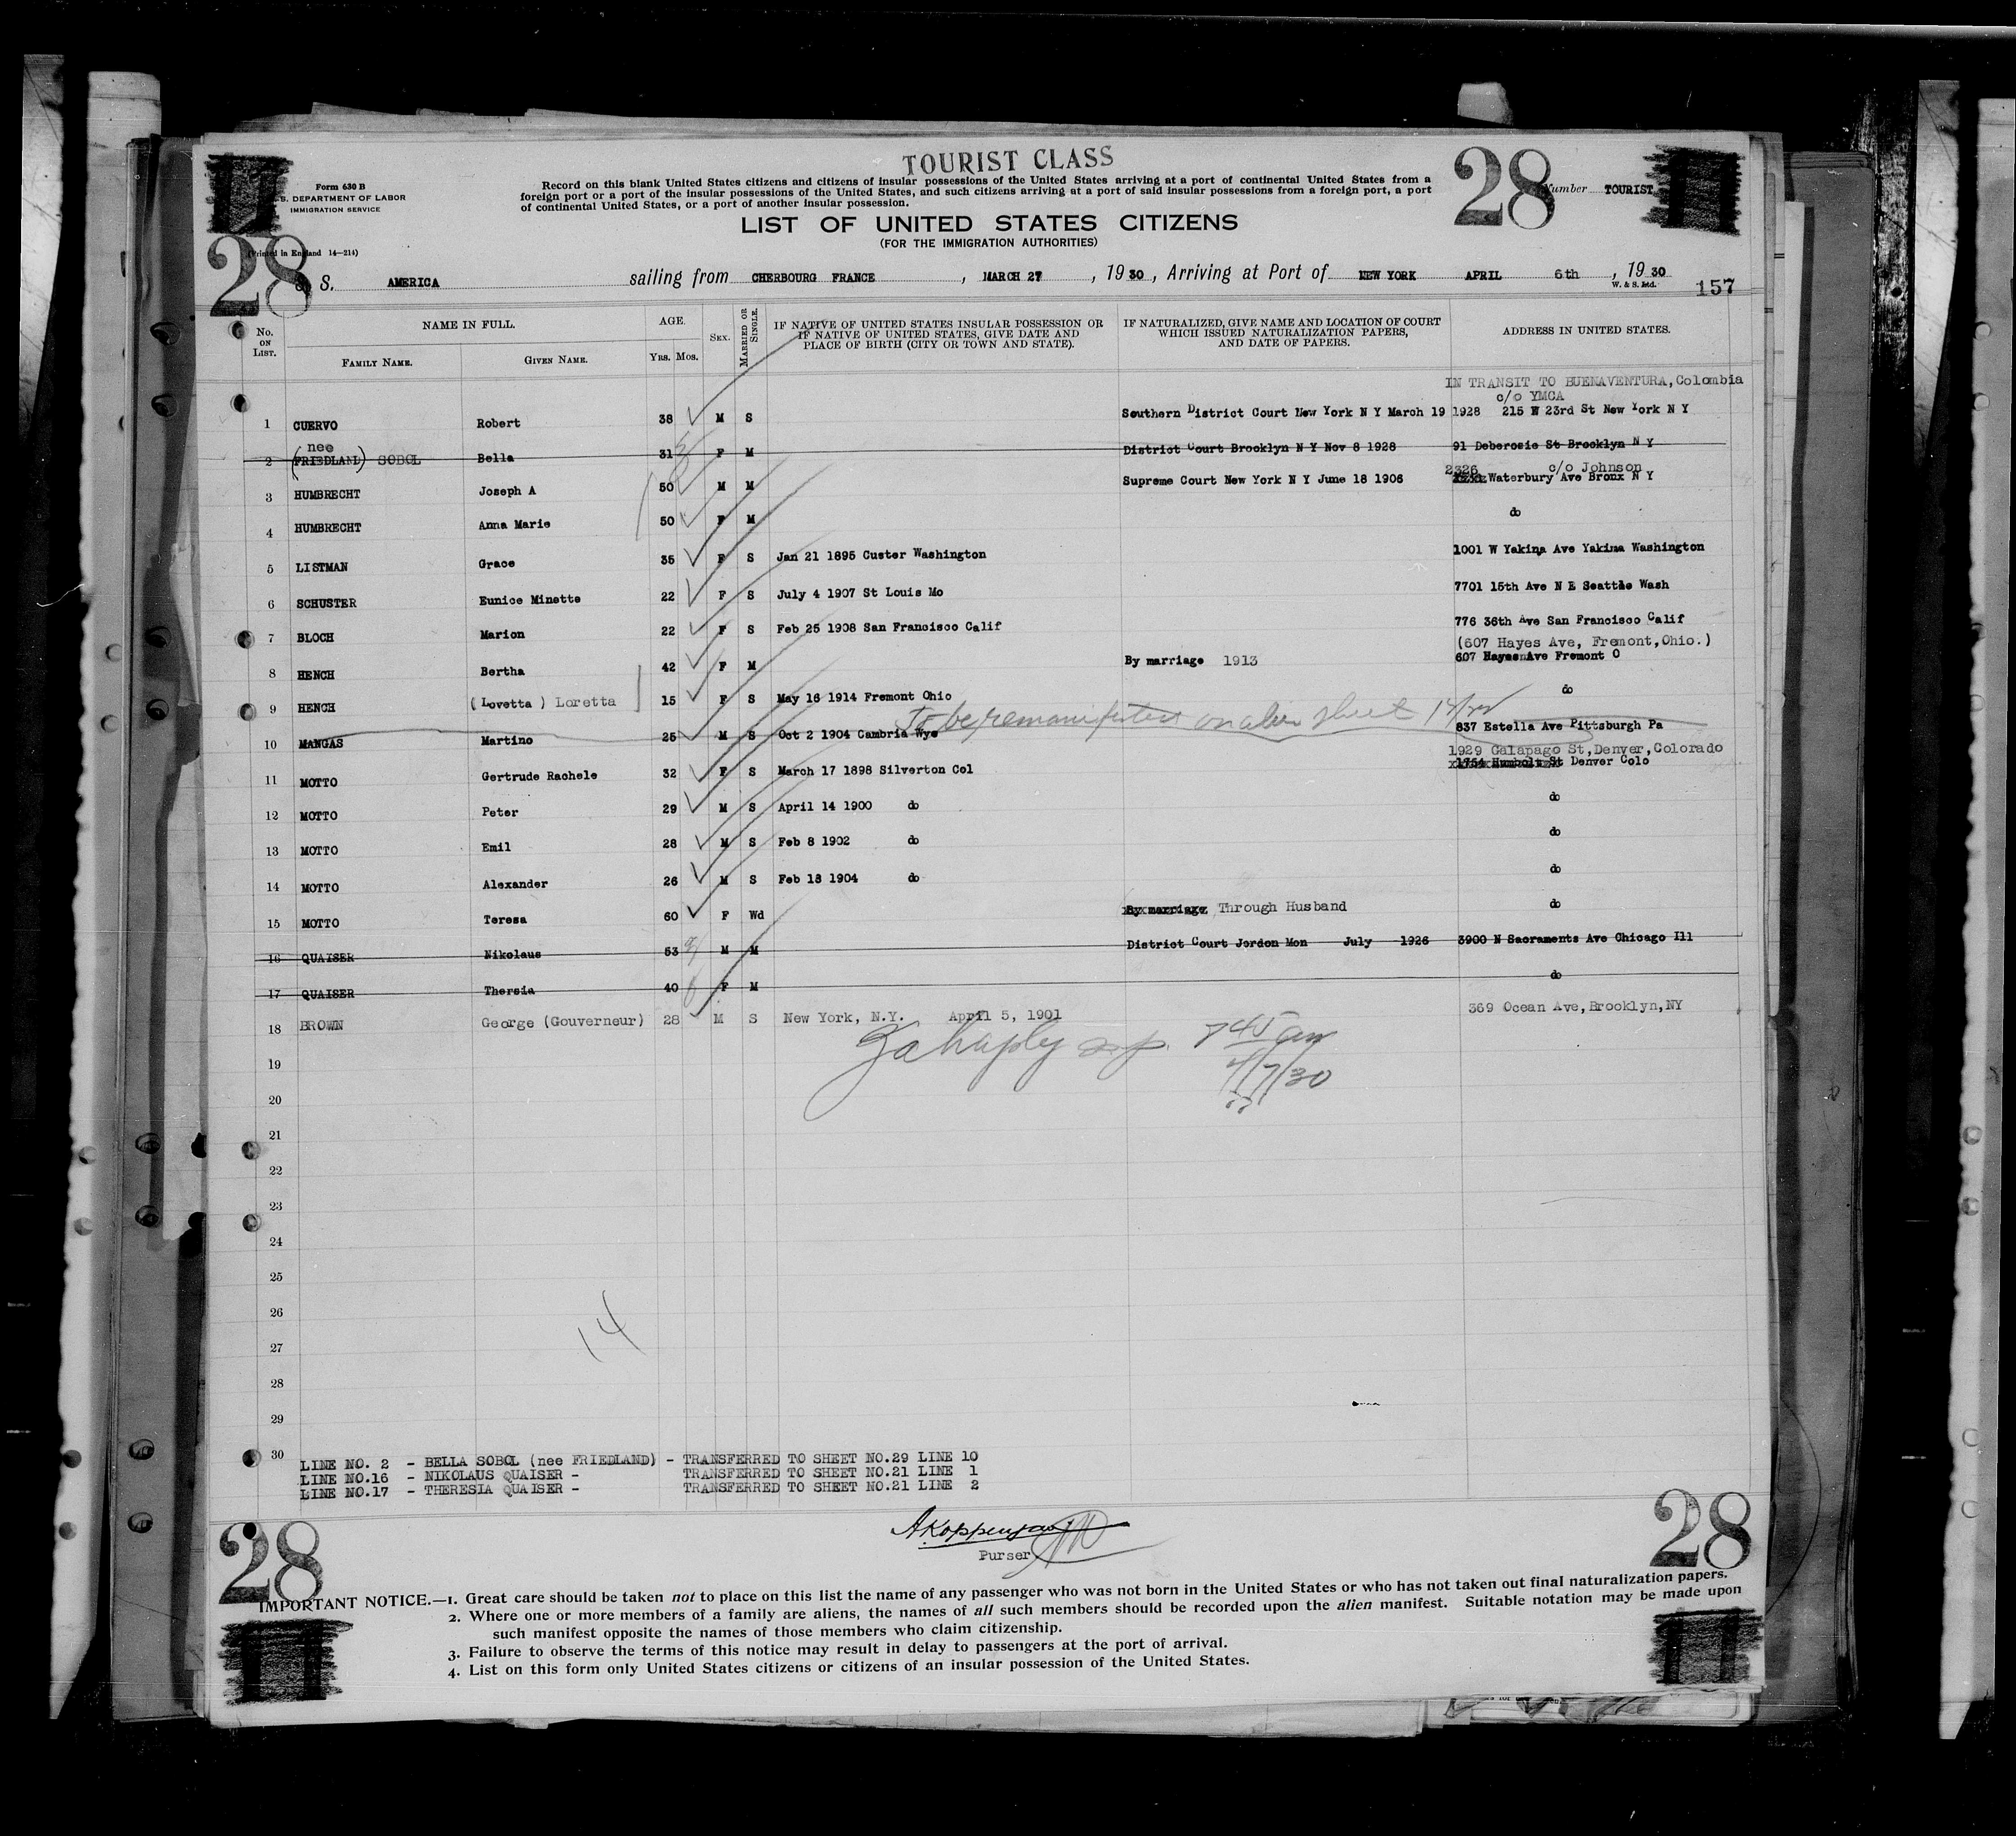 TOURIST CLASS
28
28
Form 630 B
S. DEPARTMENT OF LABOR
IMMIGRATION SERVICE
(Printed in England 14—214)
Record on this blank United States citizens and citizens of insular possessions of the United States arriving at a port of continental United States from a
foreign port or a port of the insular possessions of the United States, and such citizens arriving at a port of said insular possessions from a foreign port, a port
of continental United States, or a port of another insular possession.
Number TOURIST
LIST OF UNITED STATES CITIZENS
(FOR THE IMMIGRATION AUTHORITIES)
S. AMERICA sailing from CHERBOURG FRANCE, MARCH 27, 1930, Arriving at Port of NEW YORK APRIL 6th, 1930
W. & S. Ltd.
157
No. ON LIST. NAME IN FULL. FAMILY NAME. GIVEN NAME. AGE. YRS. MOS. SEX. MARRIED OR SINGLE. IF NATIVE OF UNITED STATES INSULAR POSSESSION OR IF NATIVE OF UNITED STATES, GIVE DATE AND PLACE OF BIRTH (CITY OR TOWN AND STATE). IF NATURALIZED, GIVE NAME AND LOCATION OF COURT WHICH ISSUED NATURALIZATION PAPERS, AND DATE OF PAPERS. ADDRESS IN UNITED STATES.
IN TRANSIT TO BUENAVENTURA, Colombia
c/o YMCA
1 CUERVO Robert 38 M S Southern District Court New York N Y March 19 1928 215 W 23rd St New York N Y
nee
2 (FRIEDLAND) SOBOL Bella 31 F M District Court Brooklyn N Y Nov 8 1928 91 Deberosie St Brooklyn N Y
2326 c/o Johnson
3 HUMBRECHT Joseph A 50 M M Supreme Court New York N Y June 18 1906 Waterbury Ave Bronx N Y
4 HUMBRECHT Anna Marie 50 F M do
5 LISTMAN Grace 35 F S Jan 21 1895 Custer Washington 1001 W Yakima Ave Yakima Washington
6 SCHUSTER Eunice Minette 22 F S July 4 1907 St Louis Mo 7701 15th Ave N E Seattle Wash
7 BLOCH Marion 22 F S Feb 25 1908 San Francisco Calif 776 36th Ave San Francisco Calif
(607 Hayes Ave, Fremont, Ohio.)
8 HENCH Bertha 42 F M By marriage 1913 607 Hayes Ave Fremont O
9 HENCH (Lovetta) Loretta 15 F S May 16 1914 Fremont Ohio do
To be remanifested on alien sheet
10 MANGAS Martino 25 M S Oct 2 1904 Cambria Wyo 837 Estella Ave Pittsburgh Pa
1929 Galapago St, Denver, Colorado
11 MOTTO Gertrude Rachele 32 F S March 17 1898 Silverton Col 1754 Humbolt St Denver Colo
12 MOTTO Peter 29 M S April 14 1900 do do
13 MOTTO Emil 28 M S Feb 8 1902 do do
14 MOTTO Alexander 26 M S Feb 18 1904 do do
15 MOTTO Teresa 60 F Wd By marriage Through Husband do
16 QUAISER Nikolaus 53 M M District Court Jordon Mon July 1926 3900 N Sacraments Ave Chicago Ill
17 QUAISER Thersia 40 F M do
18 BROWN George (Gouverneur) 28 M S New York, N.Y. April 5, 1901 369 Ocean Ave, Brooklyn, NY
745 am
4/7/30
19
20
21
22
23
24
25
26
27
28
29
30
14
LINE NO. 2 - BELLA SOBOL (nee FRIEDLAND) - TRANSFERRED TO SHEET NO.29 LINE 10
LINE NO.16 - NIKOLAUS QUAISER - TRANSFERRED TO SHEET NO.21 LINE 1
LINE NO.17 - THERESIA QUAISER - TRANSFERRED TO SHEET NO.21 LINE 2
Purser
28
28
IMPORTANT NOTICE.—1. Great care should be taken not to place on this list the name of any passenger who was not born in the United States or who has not taken out final naturalization papers.
2. Where one or more members of a family are aliens, the names of all such members should be recorded upon the alien manifest. Suitable notation may be made upon
such manifest opposite the names of those members who claim citizenship.
3. Failure to observe the terms of this notice may result in delay to passengers at the port of arrival.
4. List on this form only United States citizens or citizens of an insular possession of the United States.